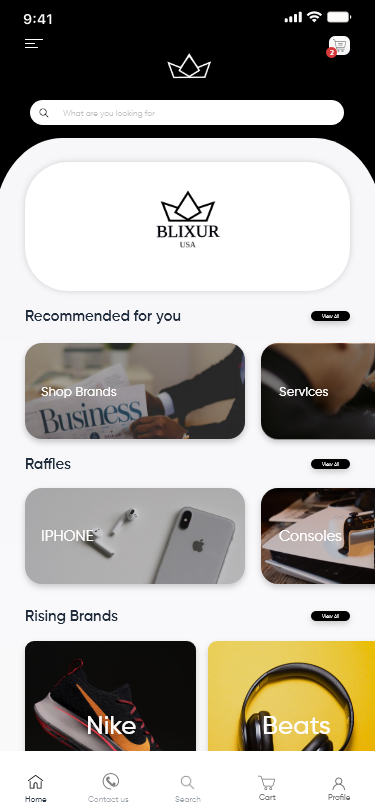 9:41
2
What are you looking for
BLIXUR
USA
Recommended for you
View All
Shop Brands
Business
Services
Raffles
View All
IPHONE
Consoles
Rising Brands
View All
Nike
Beats
Home
Contact us
Search
Cart
Profile